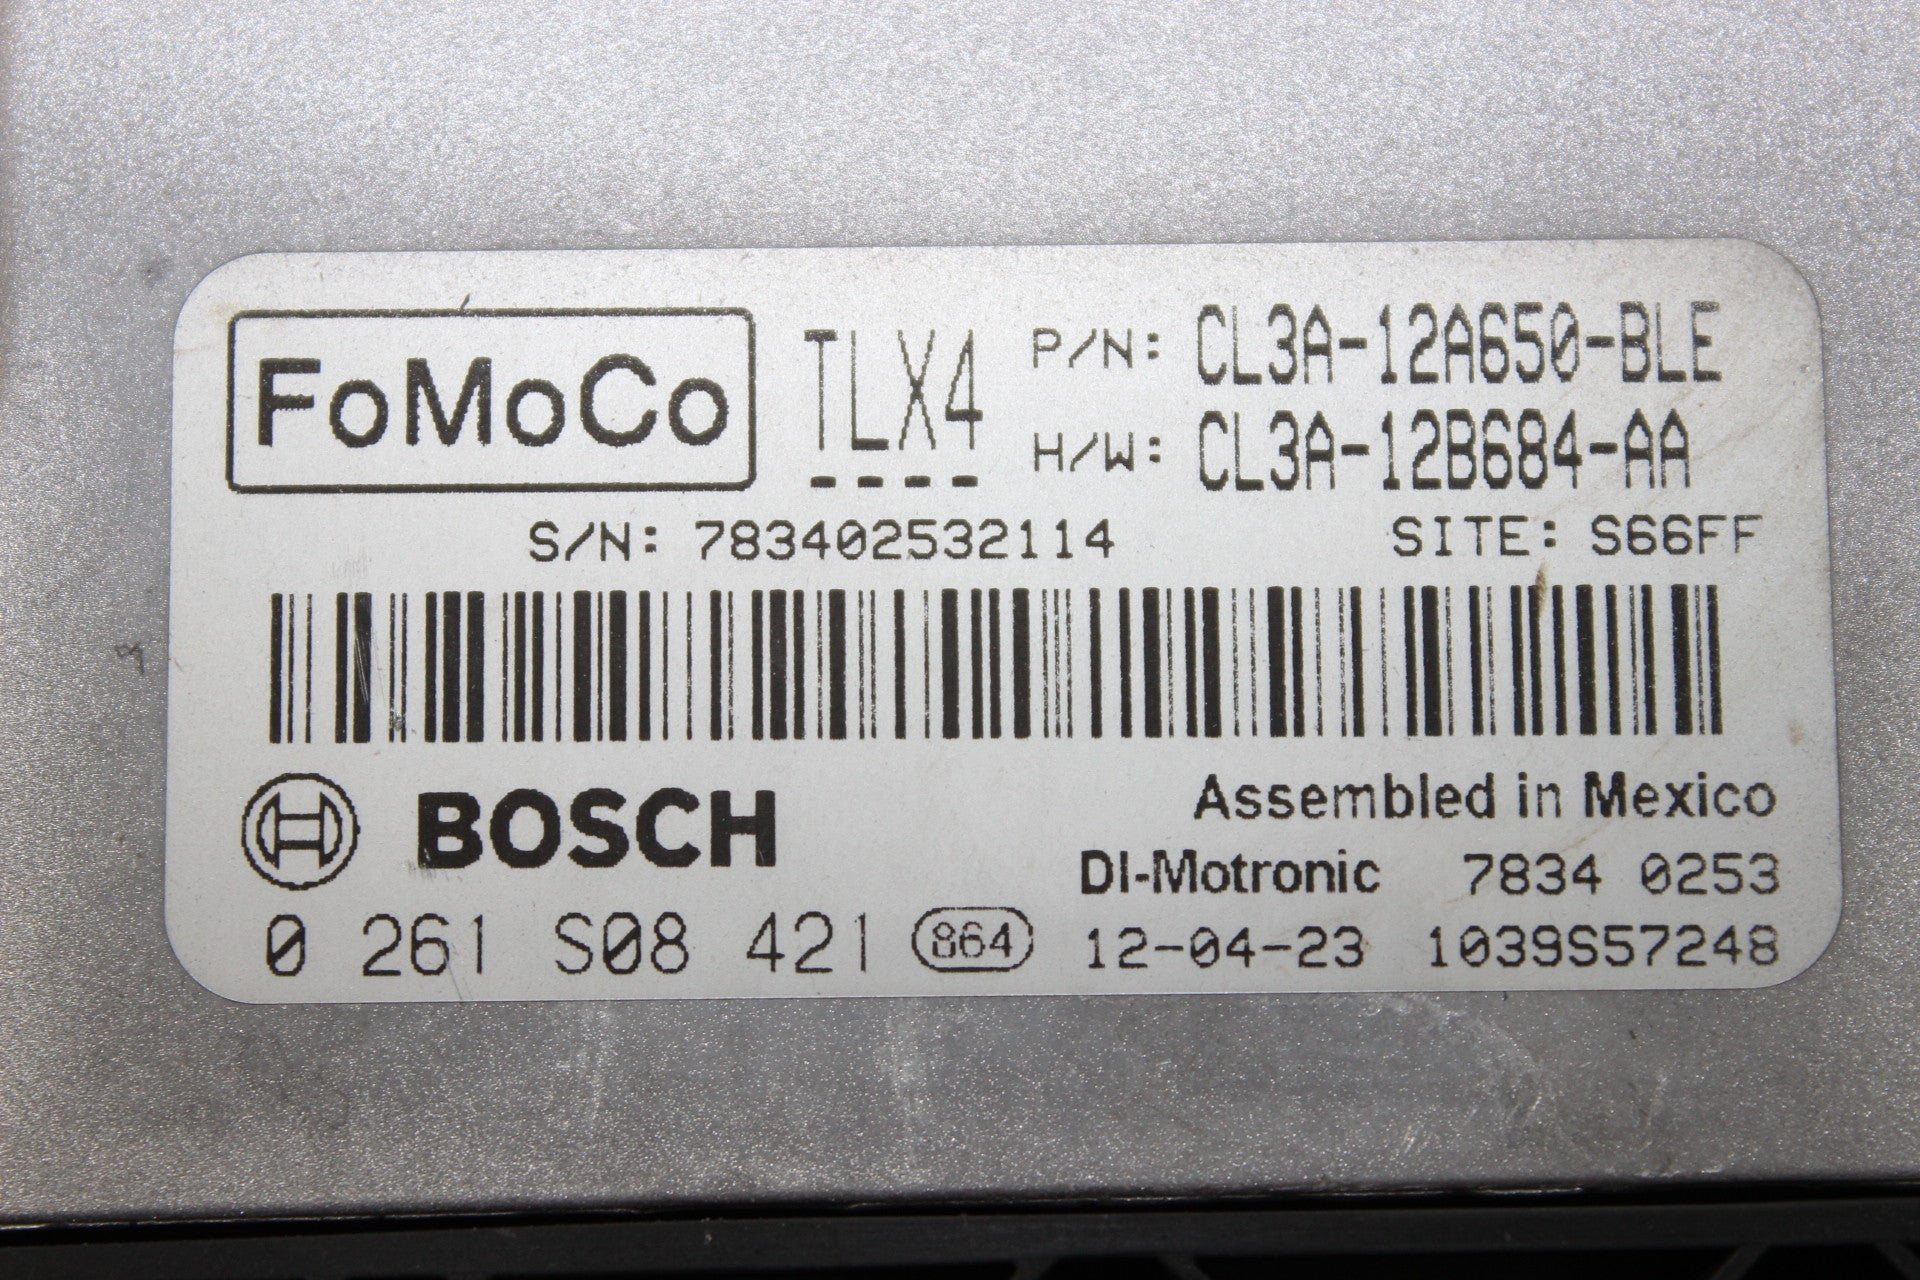 FoMoCo TLX4 P/N: CL3A-12A650-BLE
H/W: CL3A-12B684-AA
S/N: 783402532114 SITE: S66FF
BOSCH Assembled in Mexico
DI-Motronic 7834 0253
0 261 S08 421 864 12-04-23 1039S57248